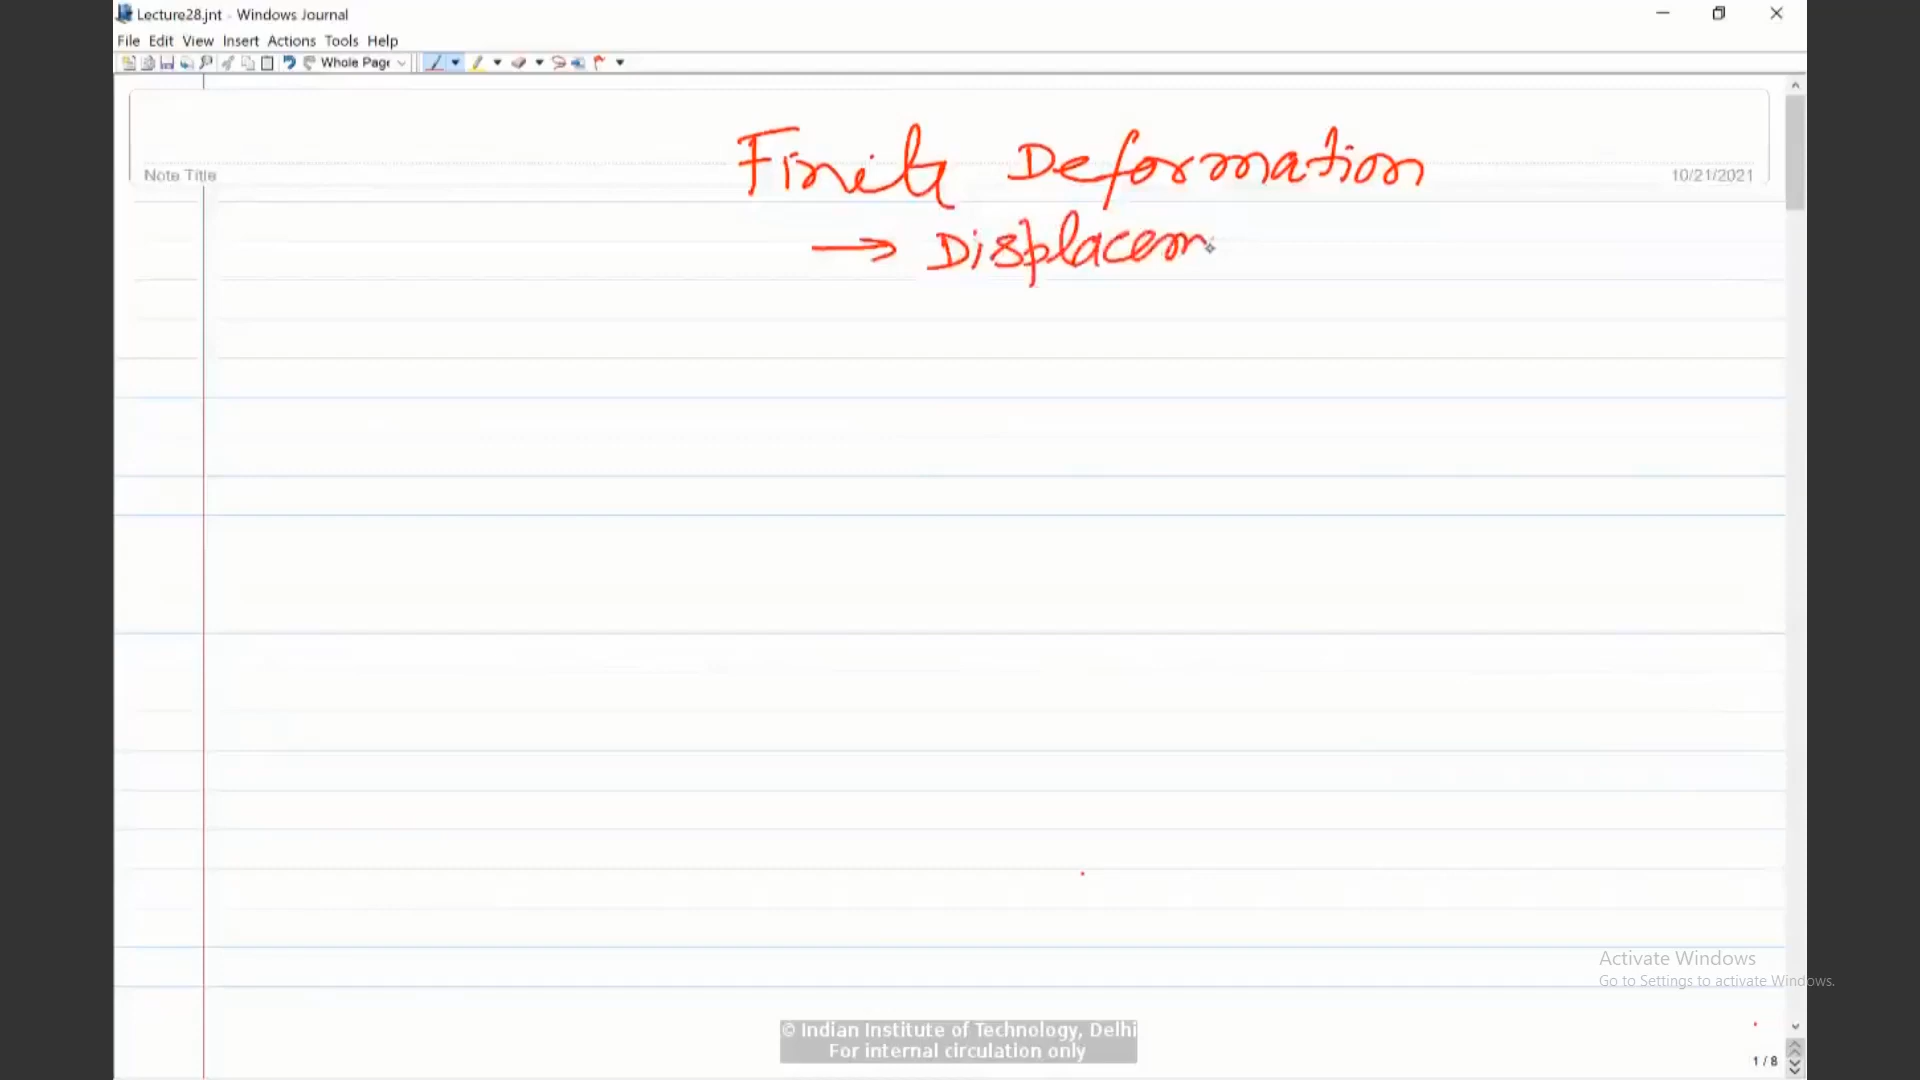 Lecture28.jnt - Windows Journal
File Edit View Insert Actions Tools Help
Whole Page
Finite Deformation
Note Title
10/21/2021
→ Displacem
Activate Windows
Go to Settings to activate Windows.
© Indian Institute of Technology, Delhi
For internal circulation only
1 / 8